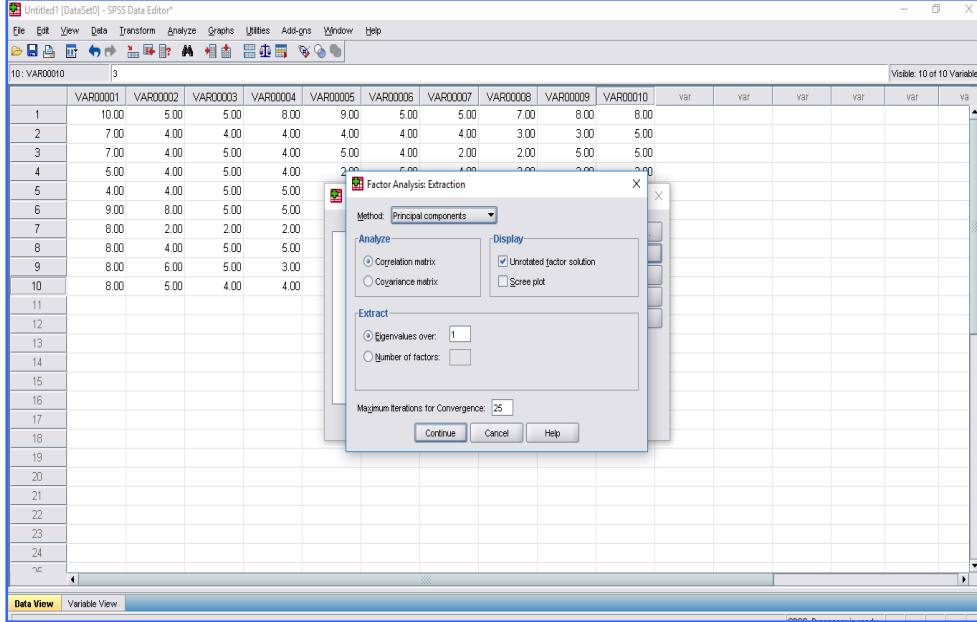 Untitled1 [DataSet0] - SPSS Data Editor*
File Edit View Data Transform Analyze Graphs Utilities Add-ons Window Help
10 : VAR00010 3 Visible: 10 of 10 Variable
VAR00001 VAR00002 VAR00003 VAR00004 VAR00005 VAR00006 VAR00007 VAR00008 VAR00009 VAR00010 var var var var var va
1 10.00 5.00 5.00 8.00 9.00 5.00 5.00 7.00 8.00 8.00
2 7.00 4.00 4.00 4.00 4.00 4.00 4.00 3.00 3.00 5.00
3 7.00 4.00 5.00 4.00 5.00 4.00 2.00 2.00 5.00 5.00
4 5.00 4.00 5.00 4.00
5 4.00 4.00 5.00 5.00
6 9.00 8.00 5.00 5.00
7 8.00 2.00 2.00 2.00
8 8.00 4.00 5.00 5.00
9 8.00 6.00 5.00 3.00
10 8.00 5.00 4.00 4.00
11
12
13
14
15
16
17
18
19
20
21
22
23
24
Factor Analysis: Extraction
Method: Principal components
Analyze
Correlation matrix
Covariance matrix
Display
Unrotated factor solution
Scree plot
Extract
Eigenvalues over: 1
Number of factors:
Maximum Iterations for Convergence: 25
Continue Cancel Help
Data View Variable View